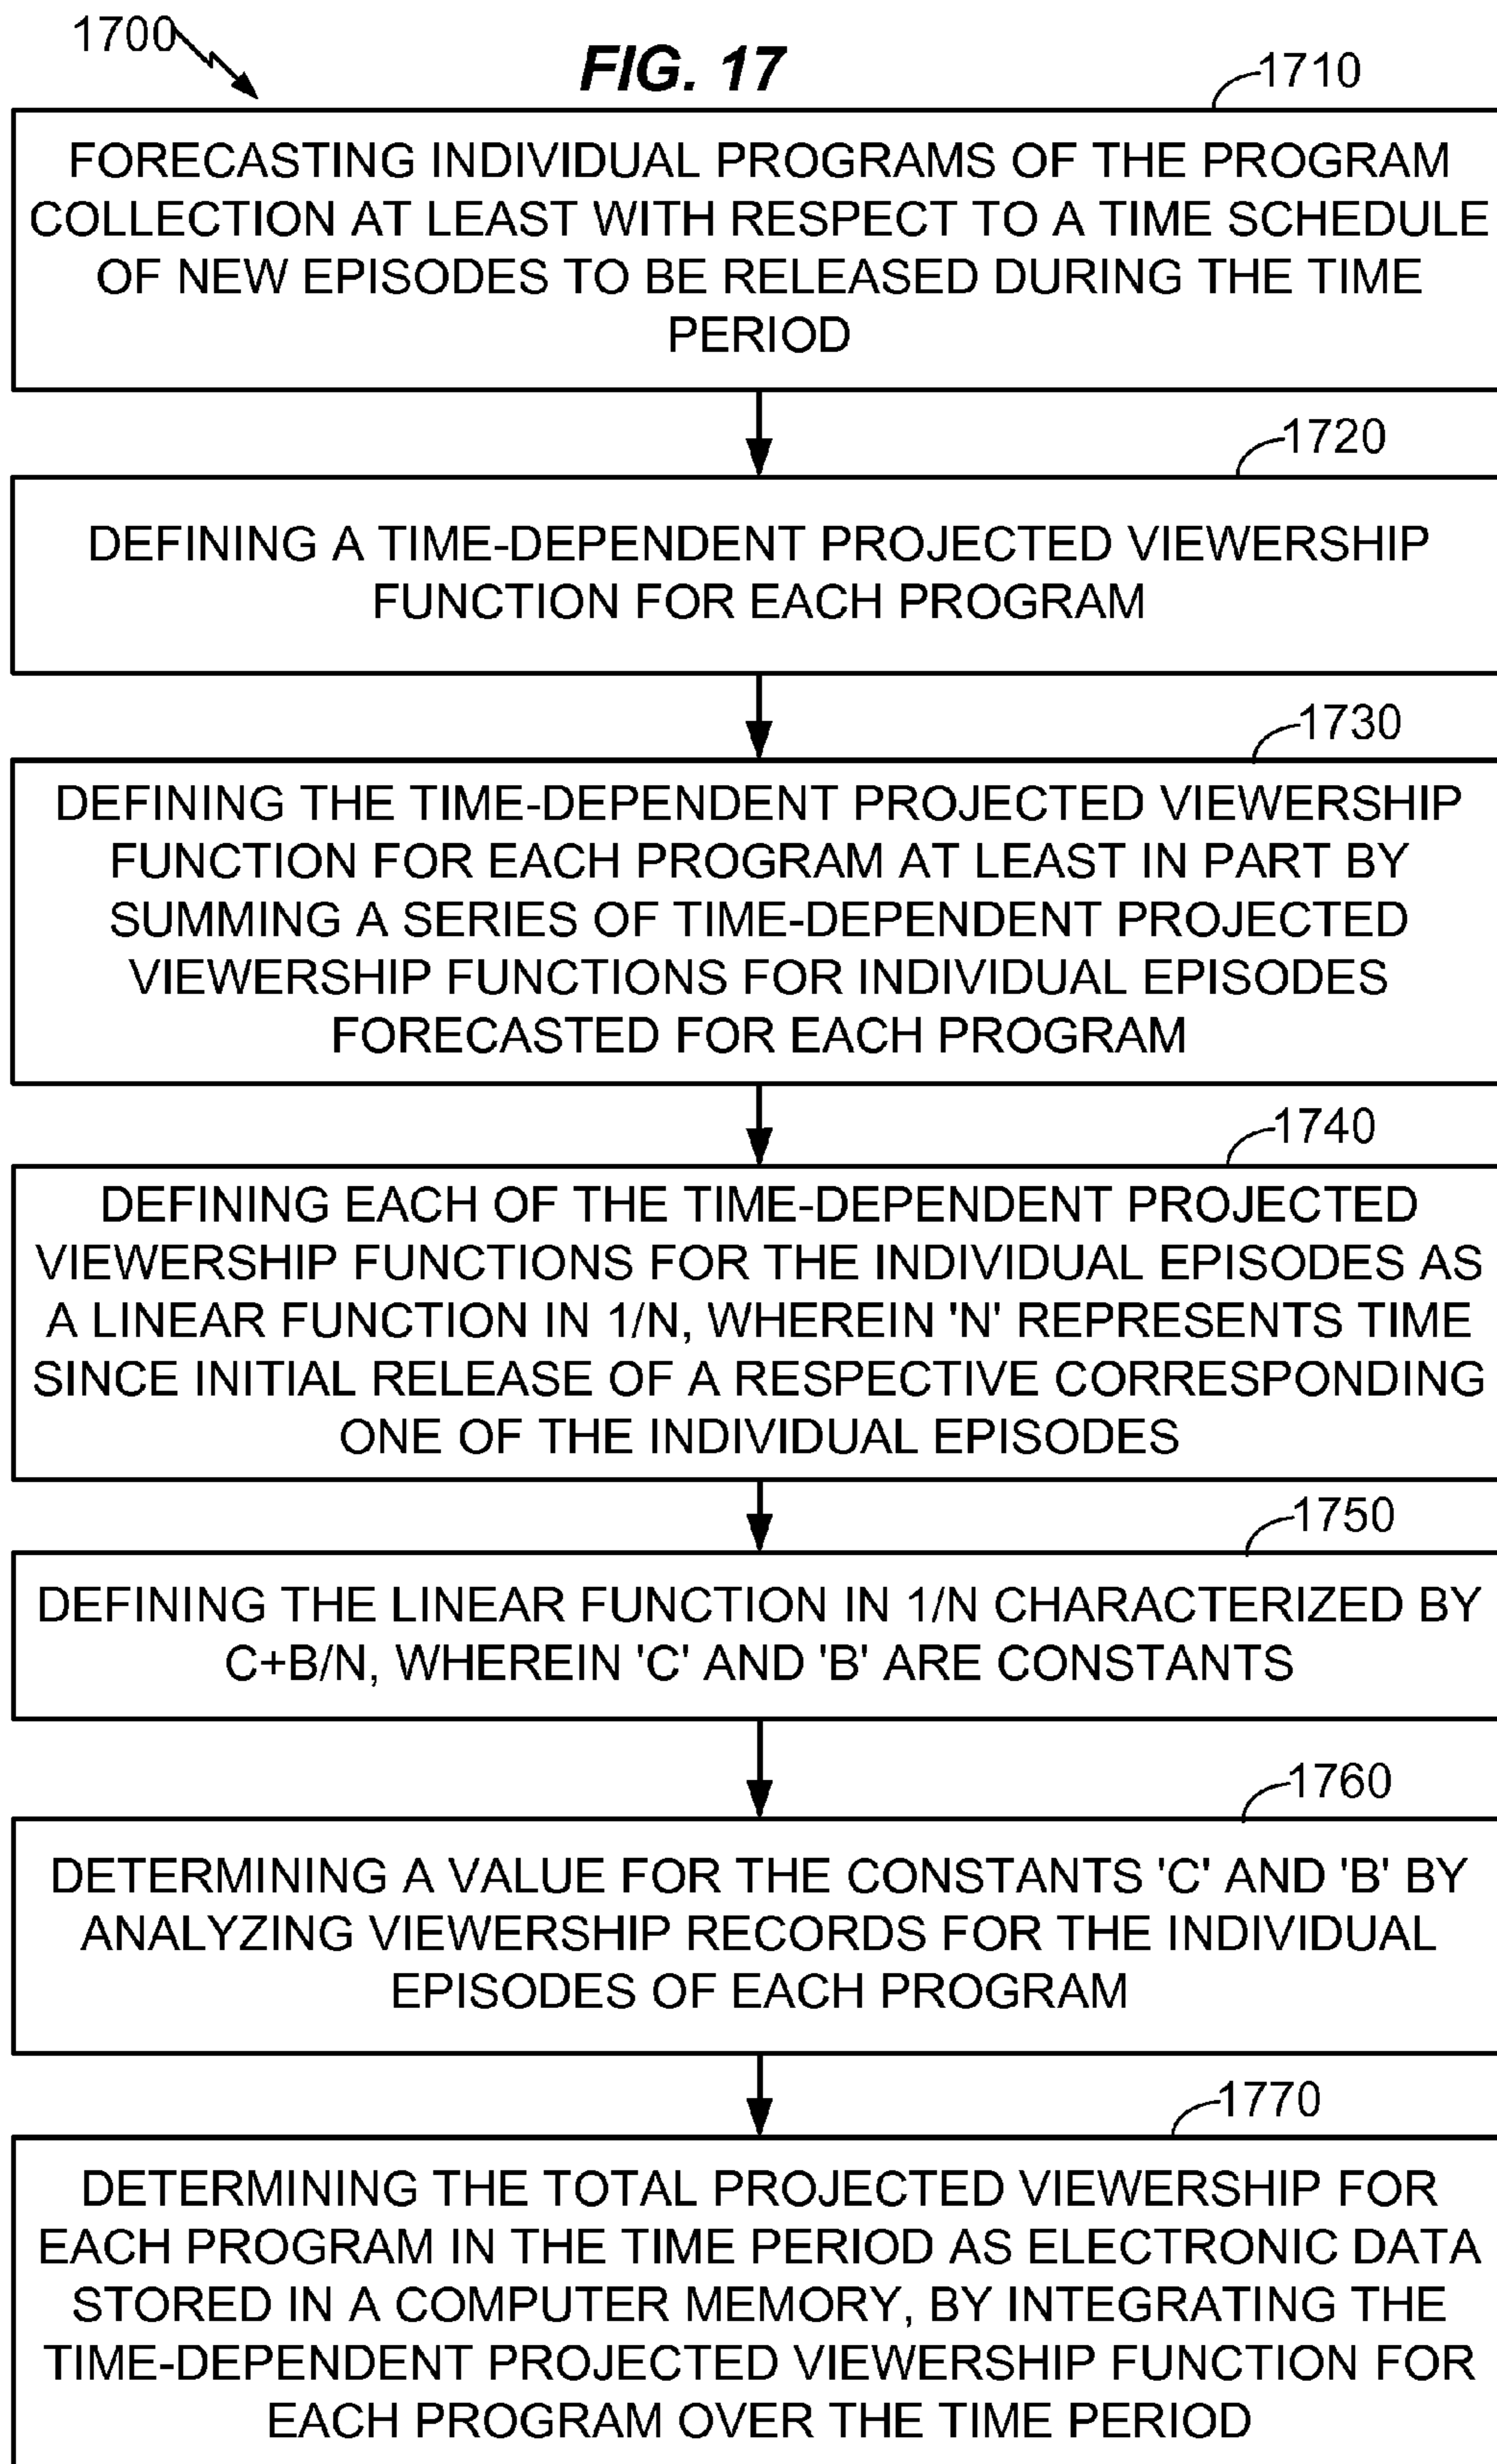 1700
FIG. 17
1710
FORECASTING INDIVIDUAL PROGRAMS OF THE PROGRAM
COLLECTION AT LEAST WITH RESPECT TO A TIME SCHEDULE
OF NEW EPISODES TO BE RELEASED DURING THE TIME
PERIOD
1720
DEFINING A TIME-DEPENDENT PROJECTED VIEWERSHIP
FUNCTION FOR EACH PROGRAM
1730
DEFINING THE TIME-DEPENDENT PROJECTED VIEWERSHIP
FUNCTION FOR EACH PROGRAM AT LEAST IN PART BY
SUMMING A SERIES OF TIME-DEPENDENT PROJECTED
VIEWERSHIP FUNCTIONS FOR INDIVIDUAL EPISODES
FORECASTED FOR EACH PROGRAM
1740
DEFINING EACH OF THE TIME-DEPENDENT PROJECTED
VIEWERSHIP FUNCTIONS FOR THE INDIVIDUAL EPISODES AS
A LINEAR FUNCTION IN 1/N, WHEREIN 'N' REPRESENTS TIME
SINCE INITIAL RELEASE OF A RESPECTIVE CORRESPONDING
ONE OF THE INDIVIDUAL EPISODES
1750
DEFINING THE LINEAR FUNCTION IN 1/N CHARACTERIZED BY
C+B/N, WHEREIN 'C' AND 'B' ARE CONSTANTS
1760
DETERMINING A VALUE FOR THE CONSTANTS 'C' AND 'B' BY
ANALYZING VIEWERSHIP RECORDS FOR THE INDIVIDUAL
EPISODES OF EACH PROGRAM
1770
DETERMINING THE TOTAL PROJECTED VIEWERSHIP FOR
EACH PROGRAM IN THE TIME PERIOD AS ELECTRONIC DATA
STORED IN A COMPUTER MEMORY, BY INTEGRATING THE
TIME-DEPENDENT PROJECTED VIEWERSHIP FUNCTION FOR
EACH PROGRAM OVER THE TIME PERIOD